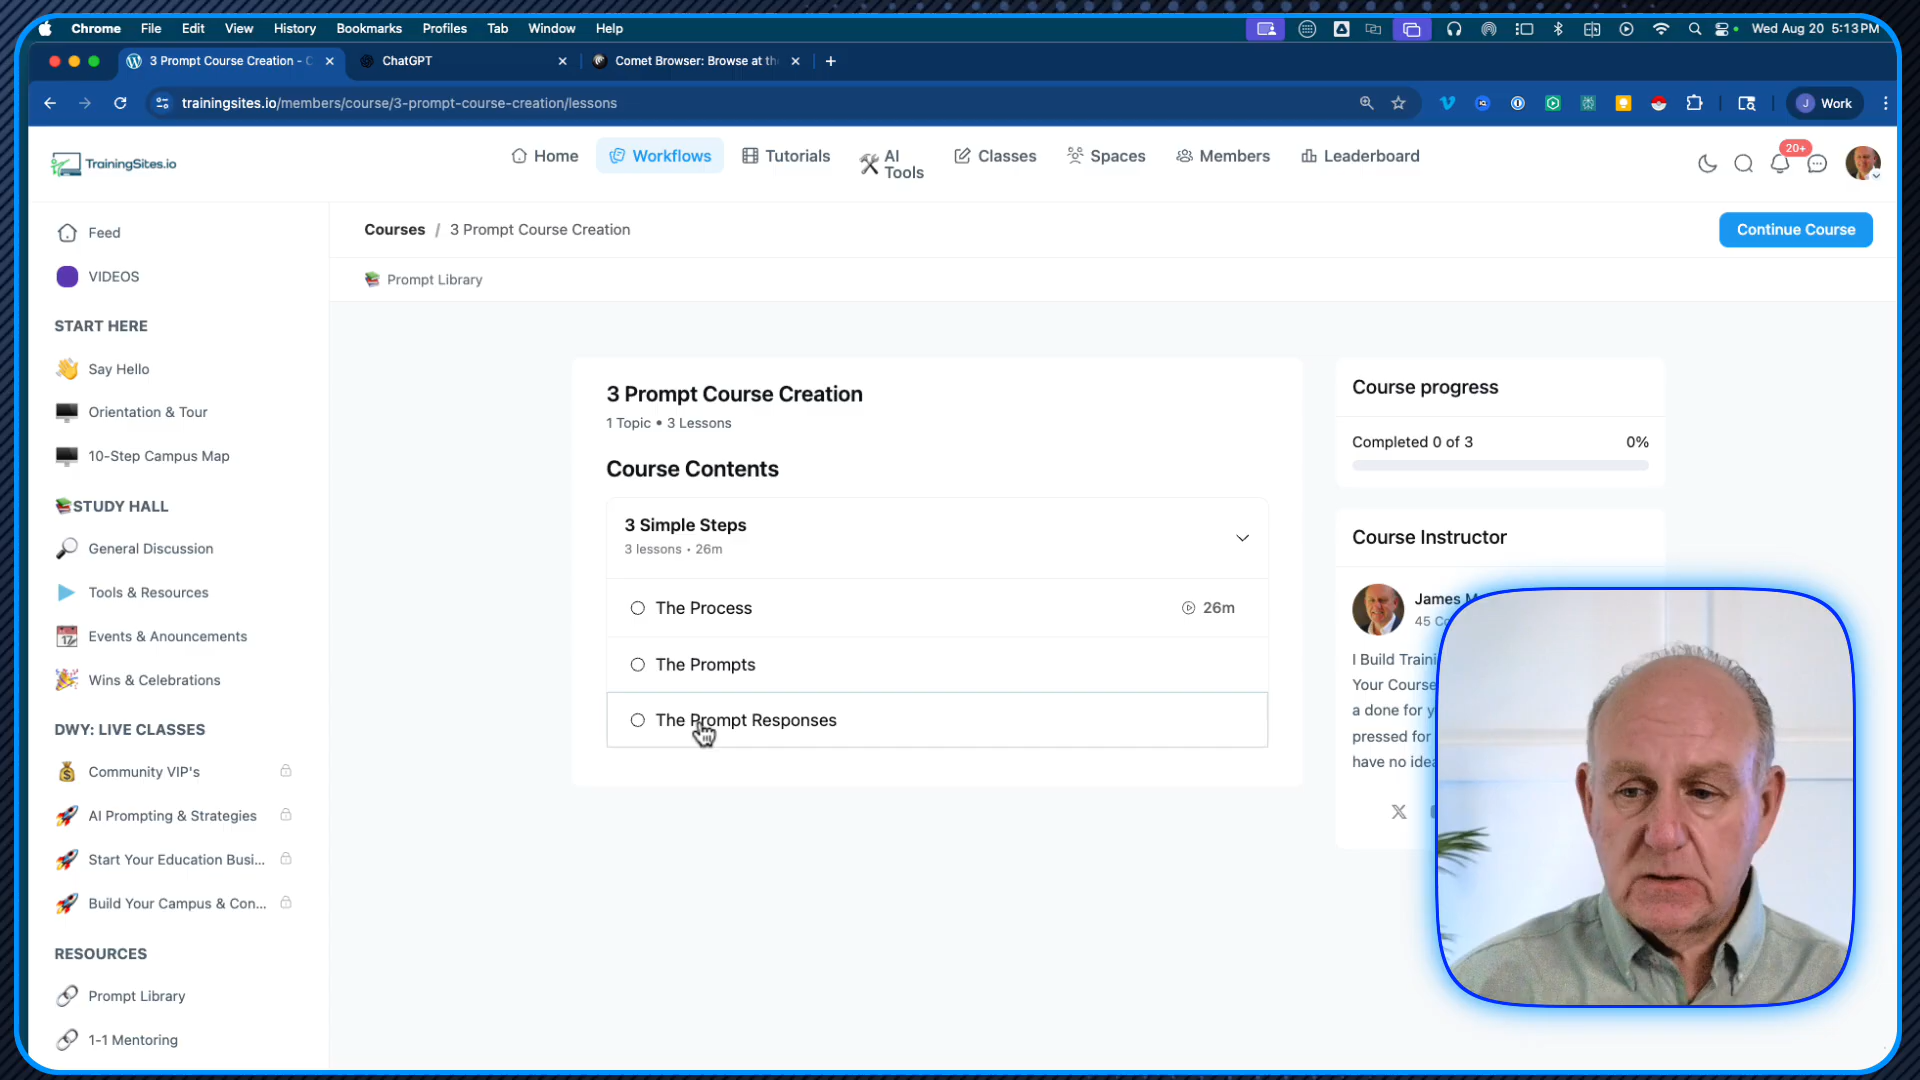 Chrome File Edit View History Bookmarks Profiles Tab Window Help Wed Aug 20 5:13 PM
3 Prompt Course Creation - C ChatGPT Comet Browser: Browse at th
trainingsites.io/members/course/3-prompt-course-creation/lessons J Work
TrainingSites.io Home Workflows Tutorials AI Tools Classes Spaces Members Leaderboard 20+
Feed
VIDEOS
START HERE
Say Hello
Orientation & Tour
10-Step Campus Map
STUDY HALL
General Discussion
Tools & Resources
17
Events & Anouncements
Wins & Celebrations
DWY: LIVE CLASSES
Community VIP's
AI Prompting & Strategies
Start Your Education Busi...
Build Your Campus & Con...
RESOURCES
Prompt Library
1-1 Mentoring
Courses / 3 Prompt Course Creation Continue Course
Prompt Library
3 Prompt Course Creation
1 Topic • 3 Lessons
Course Contents
3 Simple Steps
3 lessons • 26m
The Process 26m
The Prompts
The Prompt Responses
Course progress
Completed 0 of 3 0%
Course Instructor
James
45
I Build
Your Course
a done for
pressed for
have no